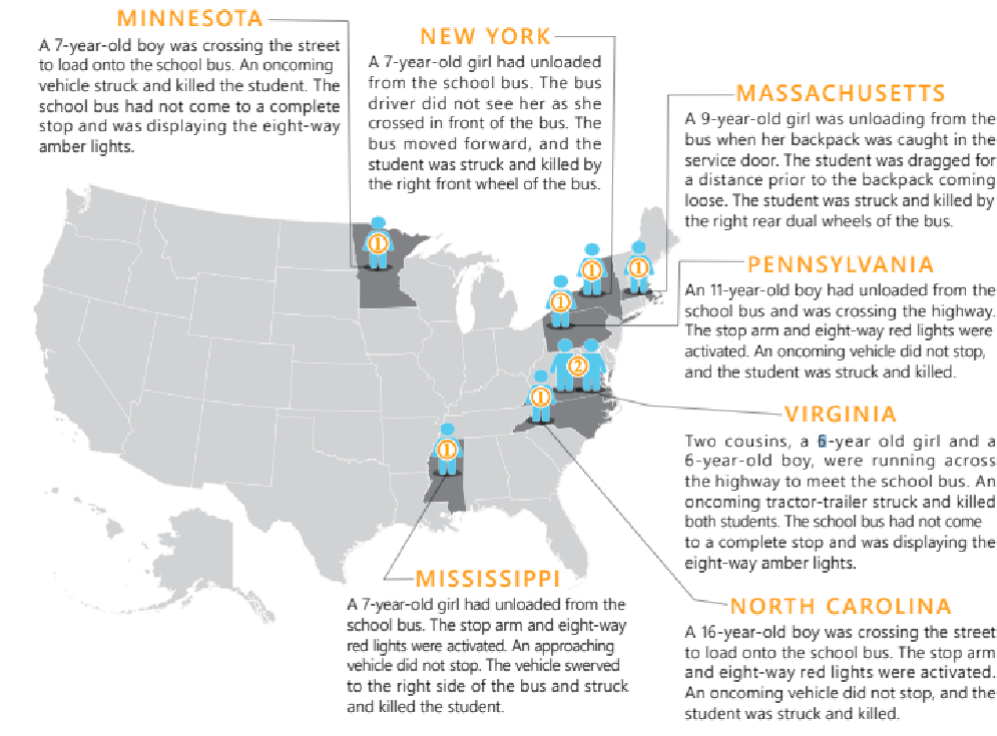 MINNESOTA
A 7-year-old boy was crossing the street
to load onto the school bus. An oncoming
vehicle struck and killed the student. The
school bus had not come to a complete
stop and was displaying the eight-way
amber lights.
NEW YORK
A 7-year-old girl had unloaded
from the school bus. The bus
driver did not see her as she
crossed in front of the bus. The
bus moved forward, and the
student was struck and killed by
the right front wheel of the bus.
MASSACHUSETTS
A 9-year-old girl was unloading from the
bus when her backpack was caught in the
service door. The student was dragged for
a distance prior to the backpack coming
loose. The student was struck and killed by
the right rear dual wheels of the bus.
PENNSYLVANIA
An 11-year-old boy had unloaded from the
school bus and was crossing the highway.
The stop arm and eight-way red lights were
activated. An oncoming vehicle did not stop,
and the student was struck and killed.
VIRGINIA
Two cousins, a 6-year old girl and a
6-year-old boy, were running across
the highway to meet the school bus. An
oncoming tractor-trailer struck and killed
both students. The school bus had not come
to a complete stop and was displaying the
eight-way amber lights.
NORTH CAROLINA
A 16-year-old boy was crossing the street
to load onto the school bus. The stop arm
and eight-way red lights were activated.
An oncoming vehicle did not stop, and the
student was struck and killed.
MISSISSIPPI
A 7-year-old girl had unloaded from the
school bus. The stop arm and eight-way
red lights were activated. An approaching
vehicle did not stop. The vehicle swerved
to the right side of the bus and struck
and killed the student.
1
1
1
1
2
1
1